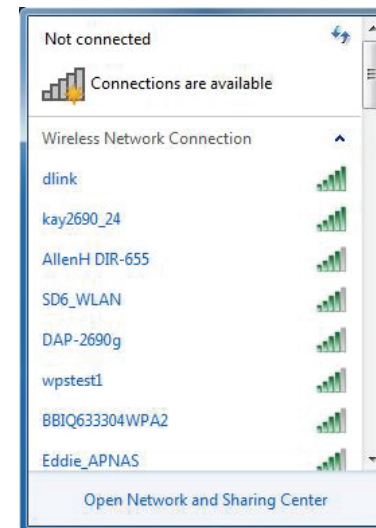 Not connected
Connections are available
Wireless Network Connection
dlink
kay2690_24
AllenH DIR-655
SD6_WLAN
DAP-2690g
wpstest1
BBIQ633304WPA2
Eddie_APNAS
Open Network and Sharing Center